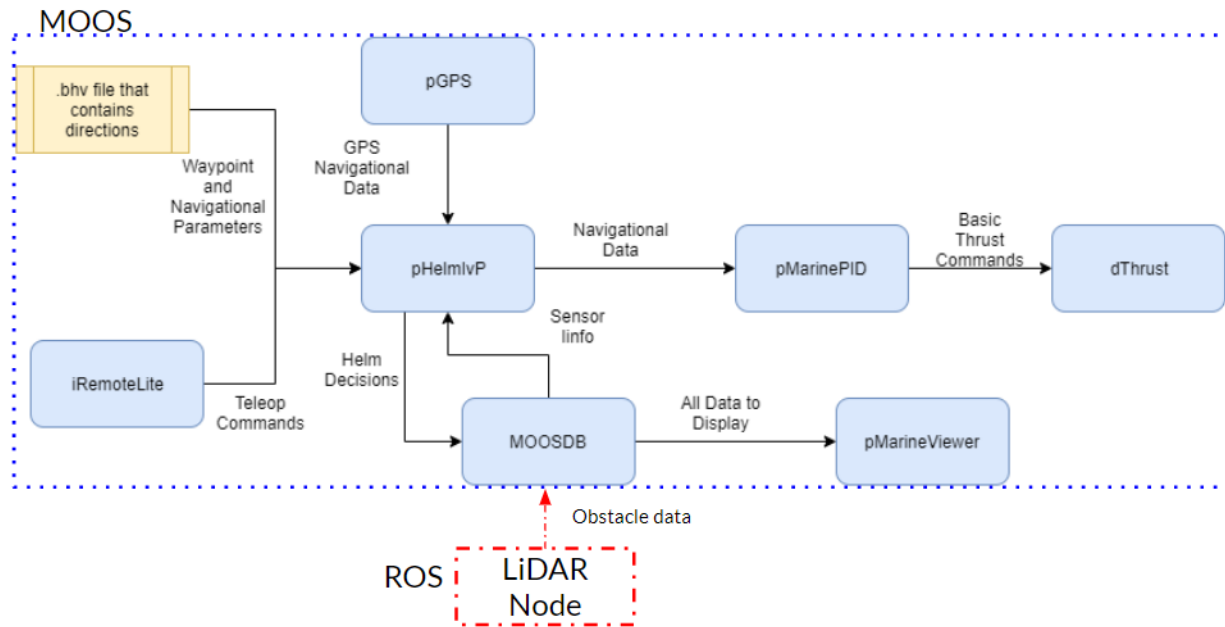 MOOS
.bhv file that
contains
directions
pGPS
Waypoint
and
Navigational
Parameters
GPS
Navigational
Data
pHelmIvP
Navigational
Data
pMarinePID
Basic
Thrust
Commands
dThrust
iRemoteLite
Teleop
Commands
Helm
Decisions
Sensor
Iinfo
MOOSDB
All Data to
Display
pMarineViewer
Obstacle data
ROS
LiDAR
Node